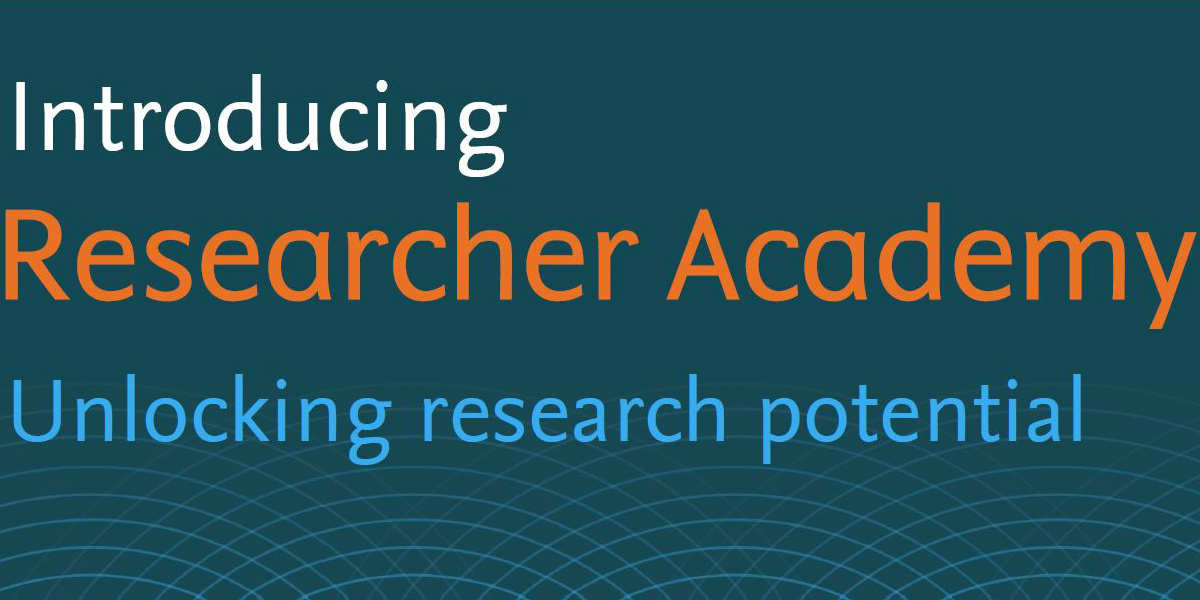 Introducing
Researcher Academy
Unlocking research potential